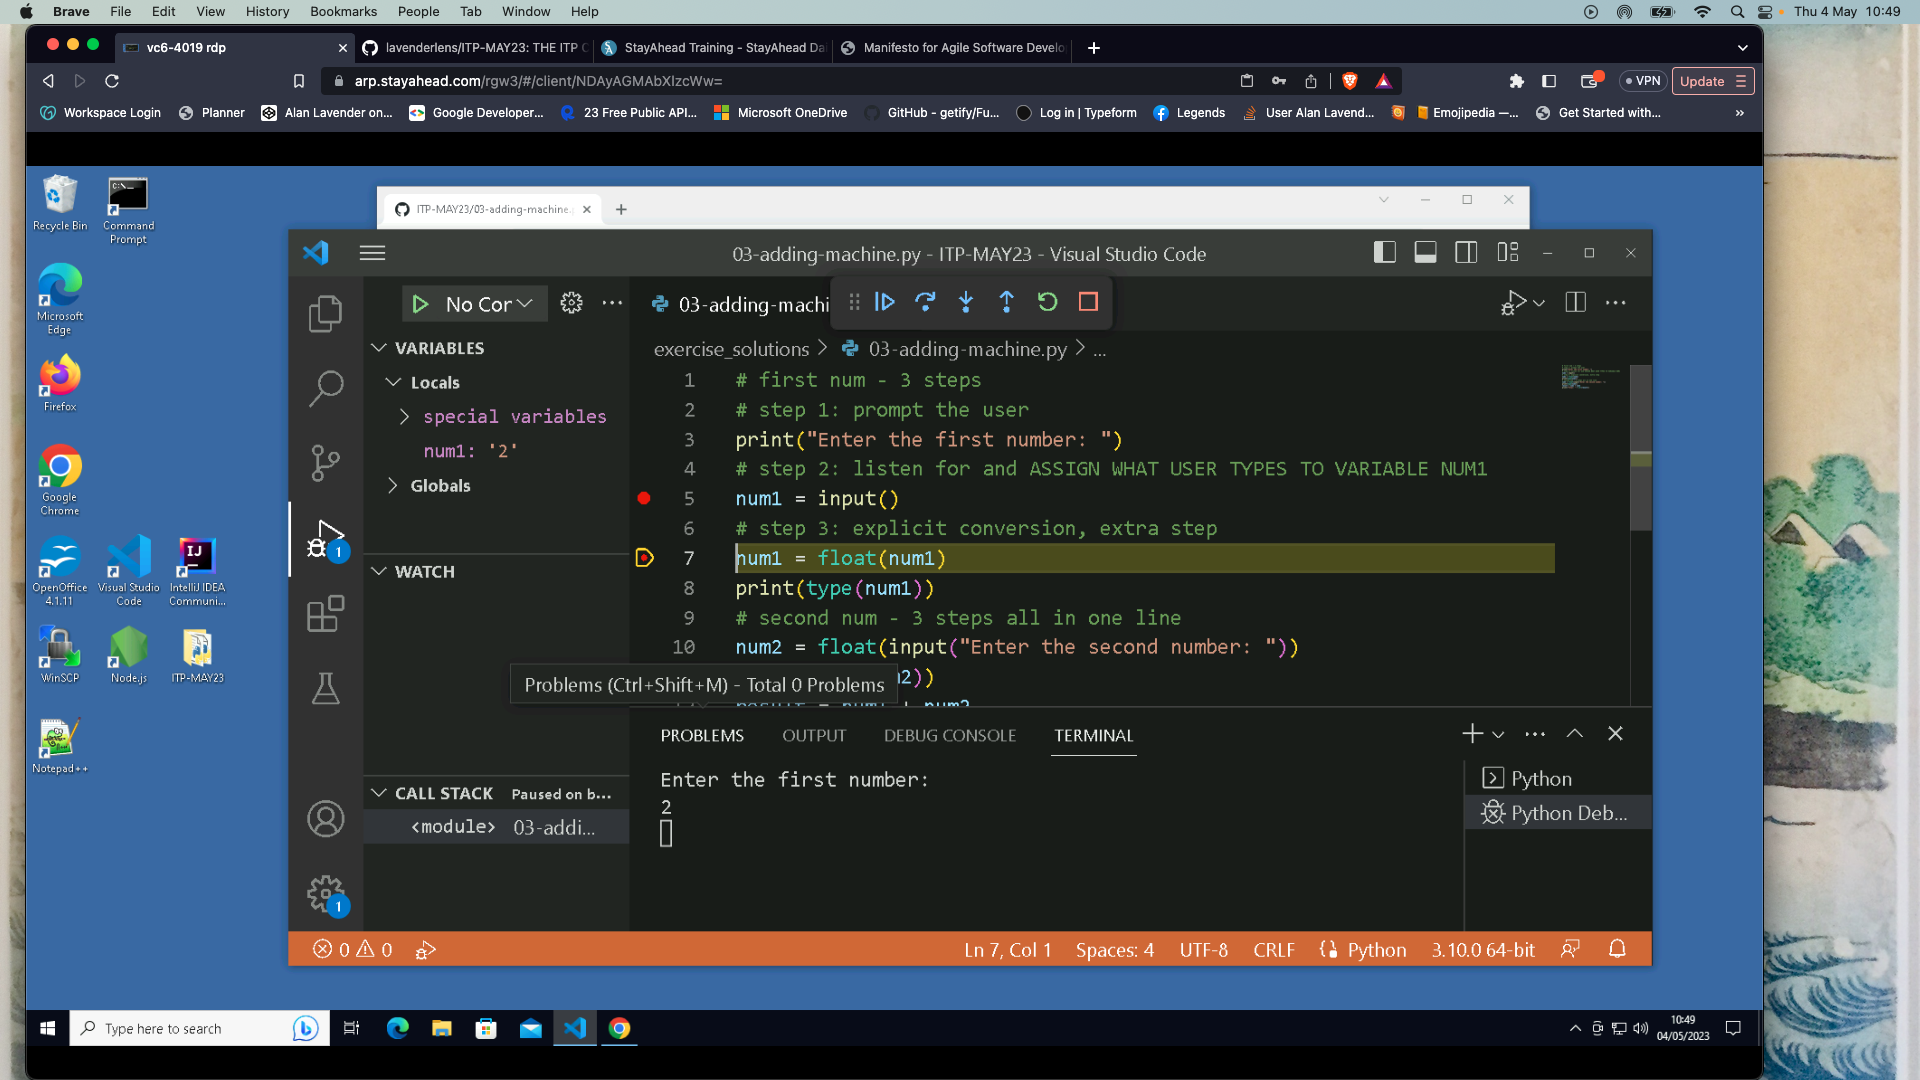 Brave File Edit View History Bookmarks People Tab Window Help Thu 4 May 10:49
vc6-4019 rdp
lavenderlens/ITP-MAY23: THE ITP C
StayAhead Training - StayAhead Dai
Manifesto for Agile Software Develo
arp.stayahead.com/rgw3/#/client/NDAyAGMAbXIzcWw=
VPN
Update
Workspace Login Planner Alan Lavender on... Google Developer... 23 Free Public API... Microsoft OneDrive GitHub - getify/Fu... Log in | Typeform Legends User Alan Lavend... Emojipedia —... Get Started with... »
Recycle Bin
Command Prompt
Microsoft Edge
Firefox
Google Chrome
OpenOffice 4.1.11
Visual Studio Code
IntelliJ IDEA Communi...
WinSCP
Node.js
ITP-MAY23
Notepad++
ITP-MAY23/03-adding-machine.
03-adding-machine.py - ITP-MAY23 - Visual Studio Code
No Cor
03-adding-machi
VARIABLES
Locals
special variables
num1: '2'
Globals
WATCH
CALL STACK Paused on b...
<module> 03-addi...
exercise_solutions > 03-adding-machine.py > ...
1 # first num - 3 steps
2 # step 1: prompt the user
3 print("Enter the first number: ")
4 # step 2: listen for and ASSIGN WHAT USER TYPES TO VARIABLE NUM1
5 num1 = input()
6 # step 3: explicit conversion, extra step
7 num1 = float(num1)
8 print(type(num1))
9 # second num - 3 steps all in one line
10 num2 = float(input("Enter the second number: "))
2))
result = num1 + num2
Problems (Ctrl+Shift+M) - Total 0 Problems
PROBLEMS OUTPUT DEBUG CONSOLE TERMINAL
Enter the first number:
2
Python
Python Deb...
1
1
0 0
Ln 7, Col 1 Spaces: 4 UTF-8 CRLF Python 3.10.0 64-bit
Type here to search
10:49
04/05/2023